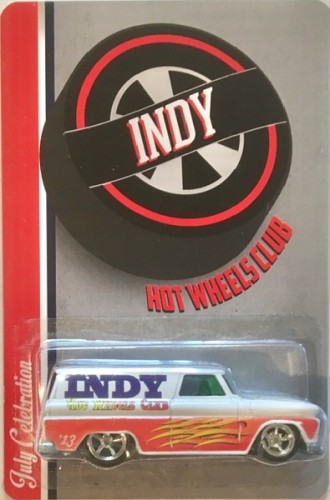 INDY
HOT WHEELS CLUB
July Celebration
INDY
HOT WHEELS CLUB
'13